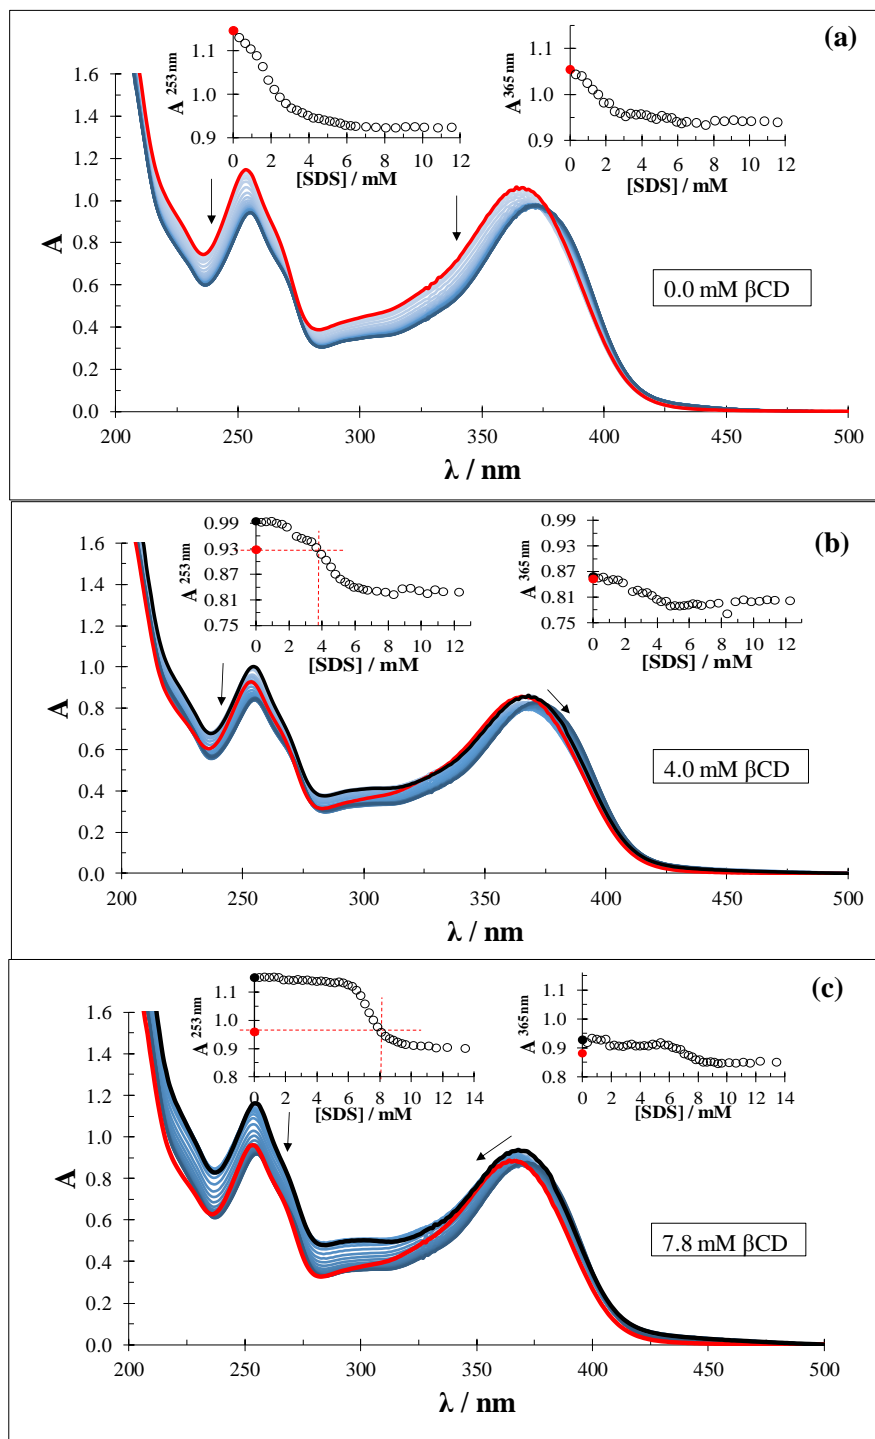 (a)
A 253 nm
1.1
1.0
0.9
0 2 4 6 8 10 12
[SDS] / mM
A 365 nm
1.1
1.0
0.9
0 2 4 6 8 10 12
[SDS] / mM
A
1.6
1.4
1.2
1.0
0.8
0.6
0.4
0.2
0.0
0.0 mM βCD
200 250 300 350 400 450 500
λ / nm
(b)
A 253 nm
0.99
0.93
0.87
0.81
0.75
0 2 4 6 8 10 12
[SDS] / mM
A 365 nm
0.99
0.93
0.87
0.81
0.75
0 2 4 6 8 10 12
[SDS] / mM
A
1.6
1.4
1.2
1.0
0.8
0.6
0.4
0.2
0.0
4.0 mM βCD
200 250 300 350 400 450 500
λ / nm
(c)
A 253 nm
1.1
1.0
0.9
0.8
0 2 4 6 8 10 12 14
[SDS] / mM
A 365 nm
1.1
1.0
0.9
0.8
0 2 4 6 8 10 12 14
[SDS] / mM
A
1.6
1.4
1.2
1.0
0.8
0.6
0.4
0.2
0.0
7.8 mM βCD
200 250 300 350 400 450 500
λ / nm